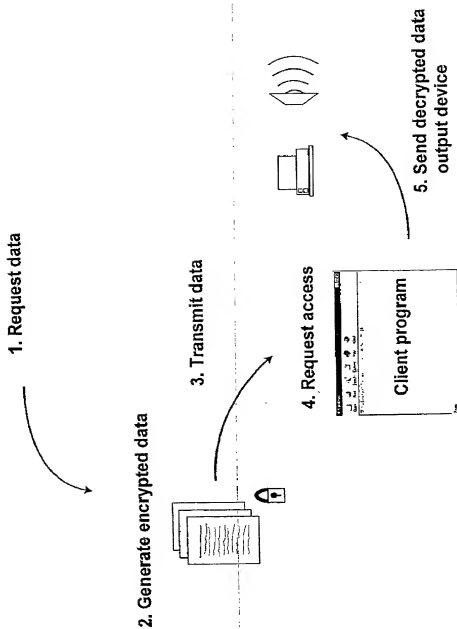 1. Request data
2. Generate encrypted data
3. Transmit data
4. Request access
Client program
5. Send decrypted data
output device